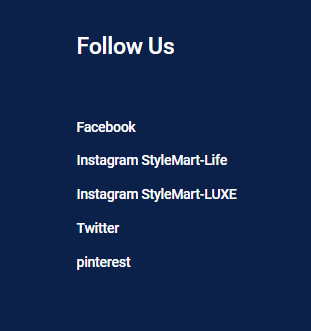 Follow Us
Facebook
Instagram StyleMart-Life
Instagram StyleMart-LUXE
Twitter
pinterest